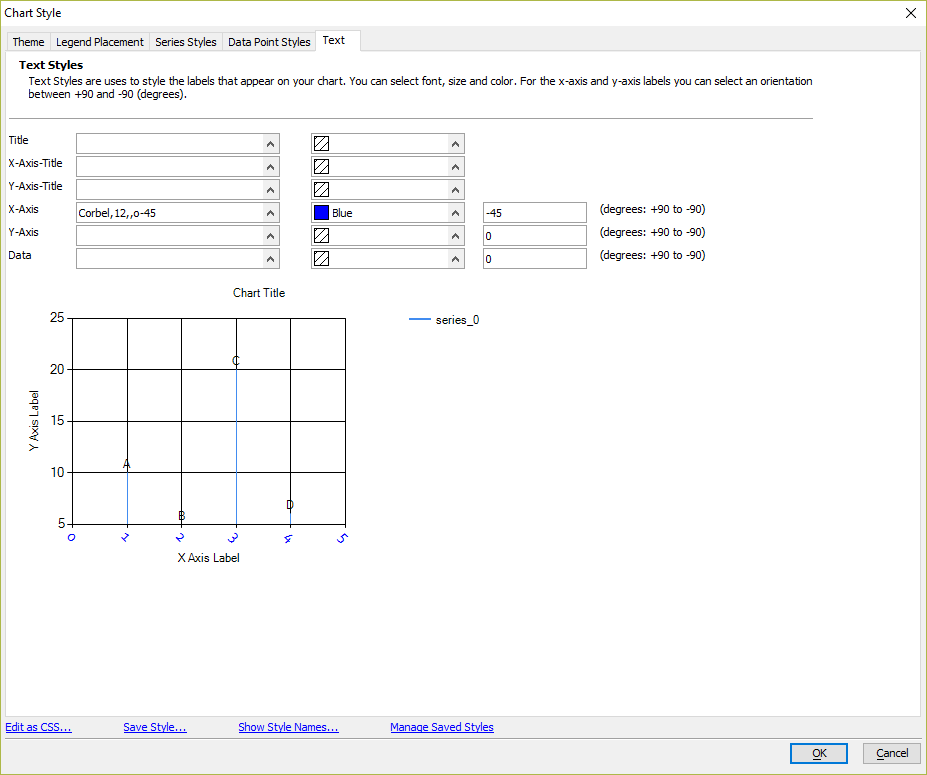 Chart Style
Theme Legend Placement Series Styles Data Point Styles Text
Text Styles
Text Styles are uses to style the labels that appear on your chart. You can select font, size and color. For the x-axis and y-axis labels you can select an orientation
between +90 and -90 (degrees).
Title
X-Axis-Title
Y-Axis-Title
X-Axis Corbel,12,,o-45 Blue -45 (degrees: +90 to -90)
Y-Axis 0 (degrees: +90 to -90)
Data 0 (degrees: +90 to -90)
Chart Title
series_0
25
20
15
10
5
Y Axis Label
A
B
C
D
0 1 2 3 4 5
X Axis Label
Edit as CSS... Save Style... Show Style Names... Manage Saved Styles
OK Cancel